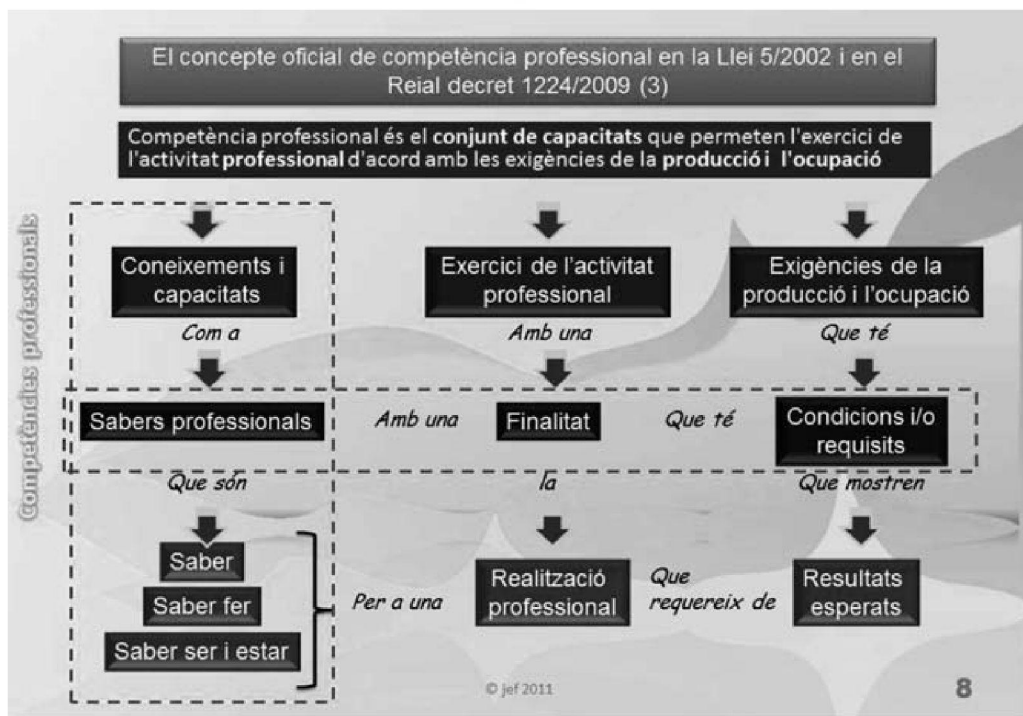 El concepte oficial de competència professional en la Llei 5/2002 i en el
Reial decret 1224/2009 (3)
Competència professional és el conjunt de capacitats que permeten l'exercici de
l'activitat professional d'acord amb les exigències de la producció i l'ocupació
Competències professionals
Coneixements i
capacitats
Exercici de l'activitat
professional
Exigències de la
producció i l'ocupació
Com a
Amb una
Que té
Sabers professionals
Amb una
Finalitat
Que té
Condicions i/o
requisits
Que són
la
Que mostren
Saber
Saber fer
Saber ser i estar
Per a una
Realització
professional
Que
requereix de
Resultats
esperats
© jef 2011
8